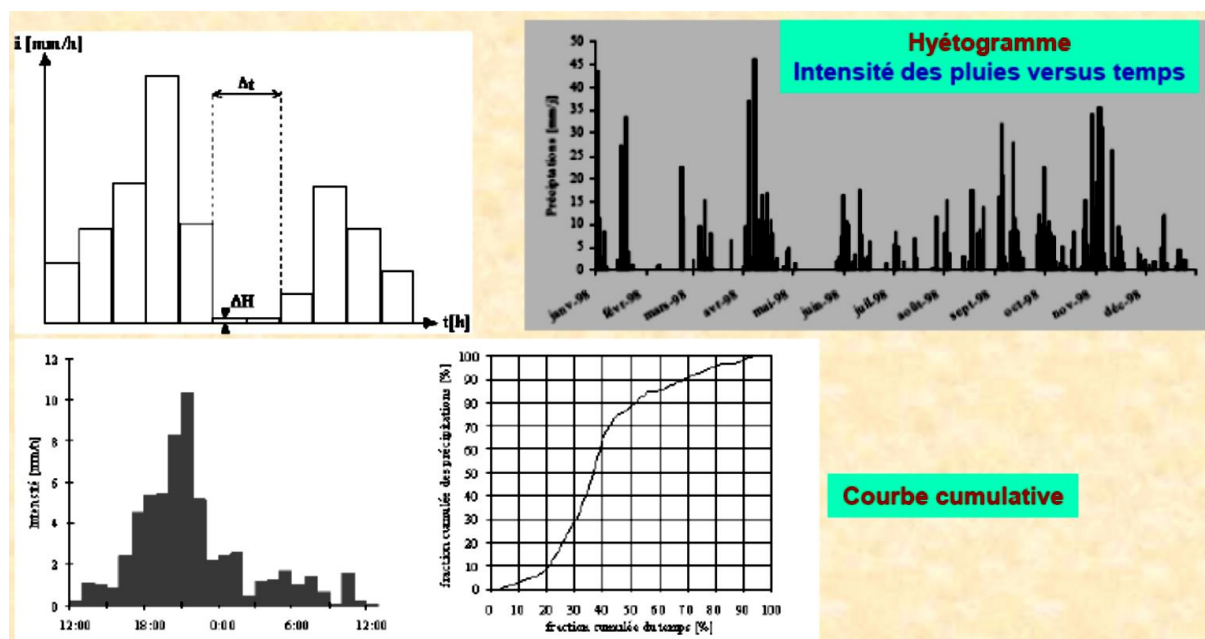 i [mm/h]
Δt
ΔH
t[h]
Hyétogramme
Intensité des pluies versus temps
Préciptations [mm/j]
50
45
40
35
30
25
20
15
10
5
0
janv-98
févr-98
mars-98
avr-98
mai-98
juin-98
juil-98
août-98
sept-98
oct-98
nov-98
déc-98
Intensité [mm/h]
12
10
8
6
4
2
0
12:00 18:00 0:00 6:00 12:00
fraction cumulée des précipitations [%]
100
90
80
70
60
50
40
30
20
10
0
0 10 20 30 40 50 60 70 80 90 100
fraction cumulée du temps [%]
Courbe cumulative